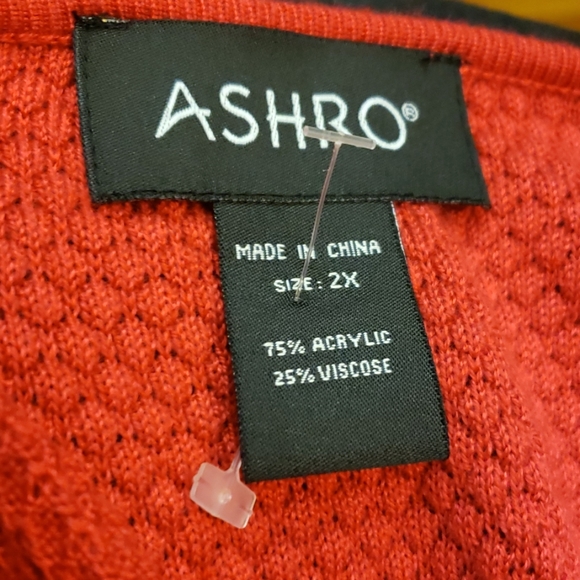 ASHRO®
MADE IN CHINA
SIZE: 2X
75% ACRYLIC
25% VISCOSE